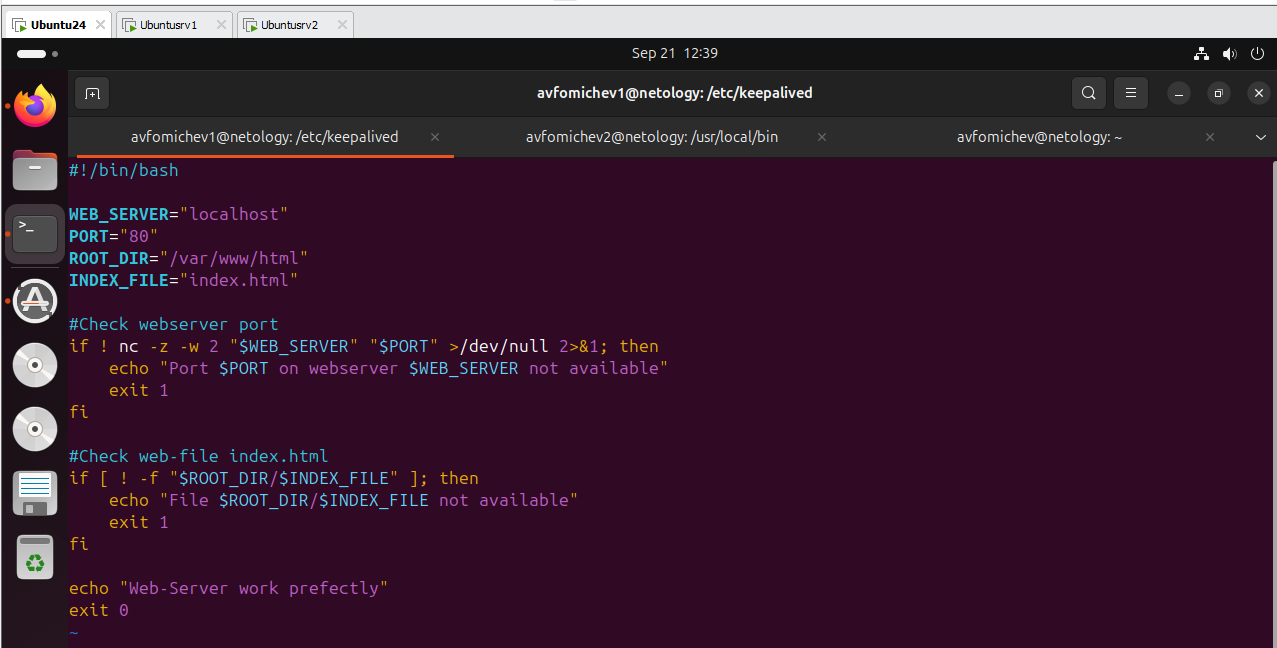 Ubuntu24
Ubuntusrv1
Ubuntusrv2
Sep 21 12:39
avfomichev1@netology: /etc/keepalived
avfomichev1@netology: /etc/keepalived
avfomichev2@netology: /usr/local/bin
avfomichev@netology: ~
#!/bin/bash
WEB_SERVER="localhost"
PORT="80"
ROOT_DIR="/var/www/html"
INDEX_FILE="index.html"
#Check webserver port
if ! nc -z -w 2 "$WEB_SERVER" "$PORT" >/dev/null 2>&1; then
    echo "Port $PORT on webserver $WEB_SERVER not available"
    exit 1
fi
#Check web-file index.html
if [ ! -f "$ROOT_DIR/$INDEX_FILE" ]; then
    echo "File $ROOT_DIR/$INDEX_FILE not available"
    exit 1
fi
echo "Web-Server work prefectly"
exit 0
~